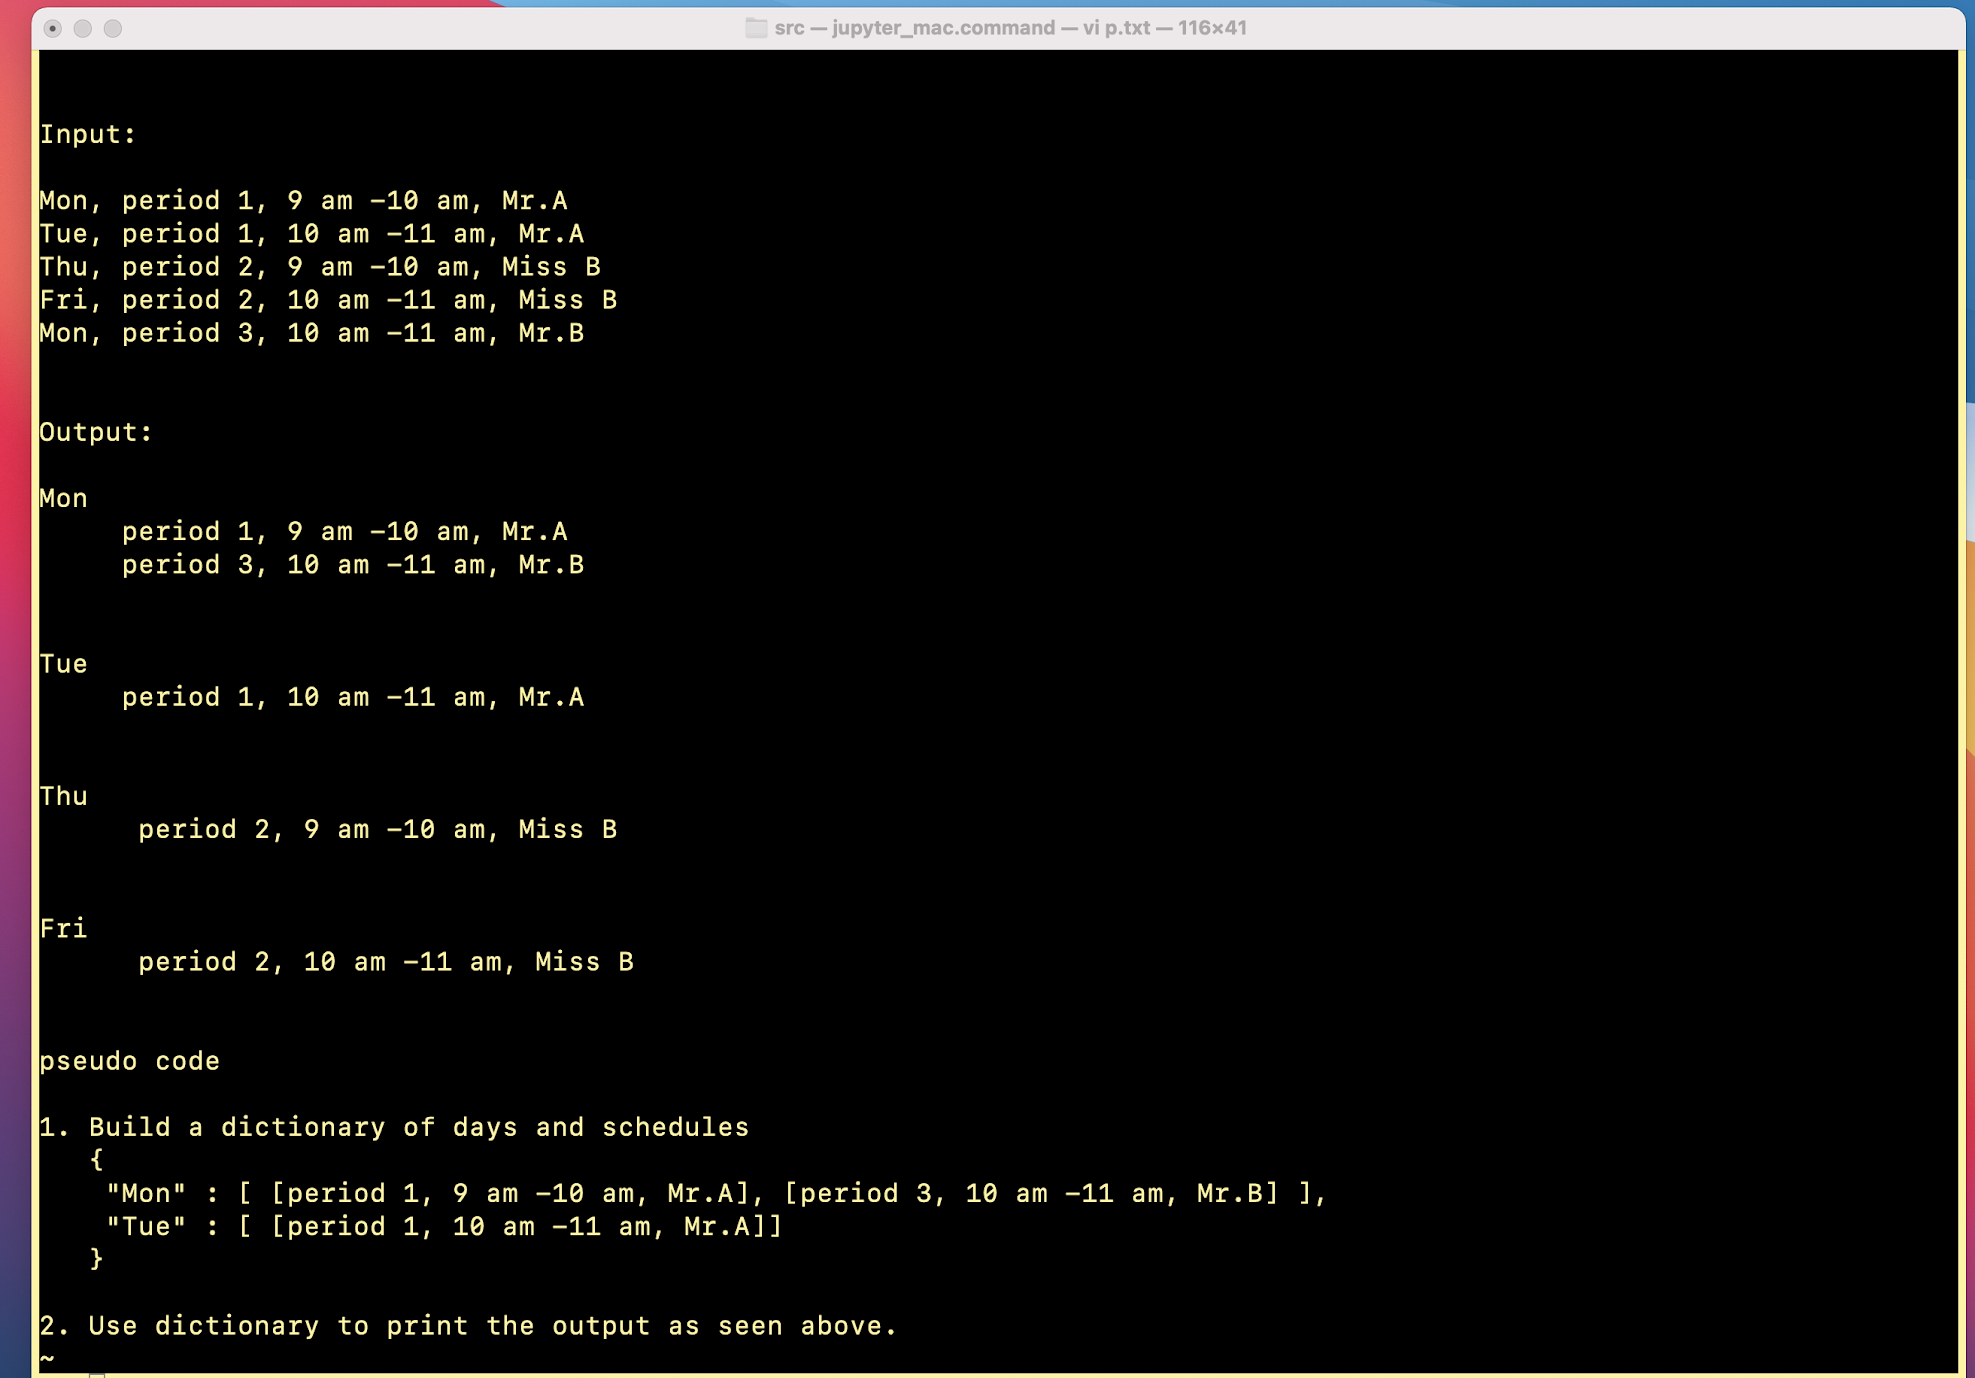 src — jupyter_mac.command — vi p.txt — 116×41
Input:
Mon, period 1, 9 am -10 am, Mr.A
Tue, period 1, 10 am -11 am, Mr.A
Thu, period 2, 9 am -10 am, Miss B
Fri, period 2, 10 am -11 am, Miss B
Mon, period 3, 10 am -11 am, Mr.B
Output:
Mon
     period 1, 9 am -10 am, Mr.A
     period 3, 10 am -11 am, Mr.B
Tue
     period 1, 10 am -11 am, Mr.A
Thu
      period 2, 9 am -10 am, Miss B
Fri
      period 2, 10 am -11 am, Miss B
pseudo code
1. Build a dictionary of days and schedules
   {
    "Mon" : [ [period 1, 9 am -10 am, Mr.A], [period 3, 10 am -11 am, Mr.B] ],
    "Tue" : [ [period 1, 10 am -11 am, Mr.A]]
   }
2. Use dictionary to print the output as seen above.
~